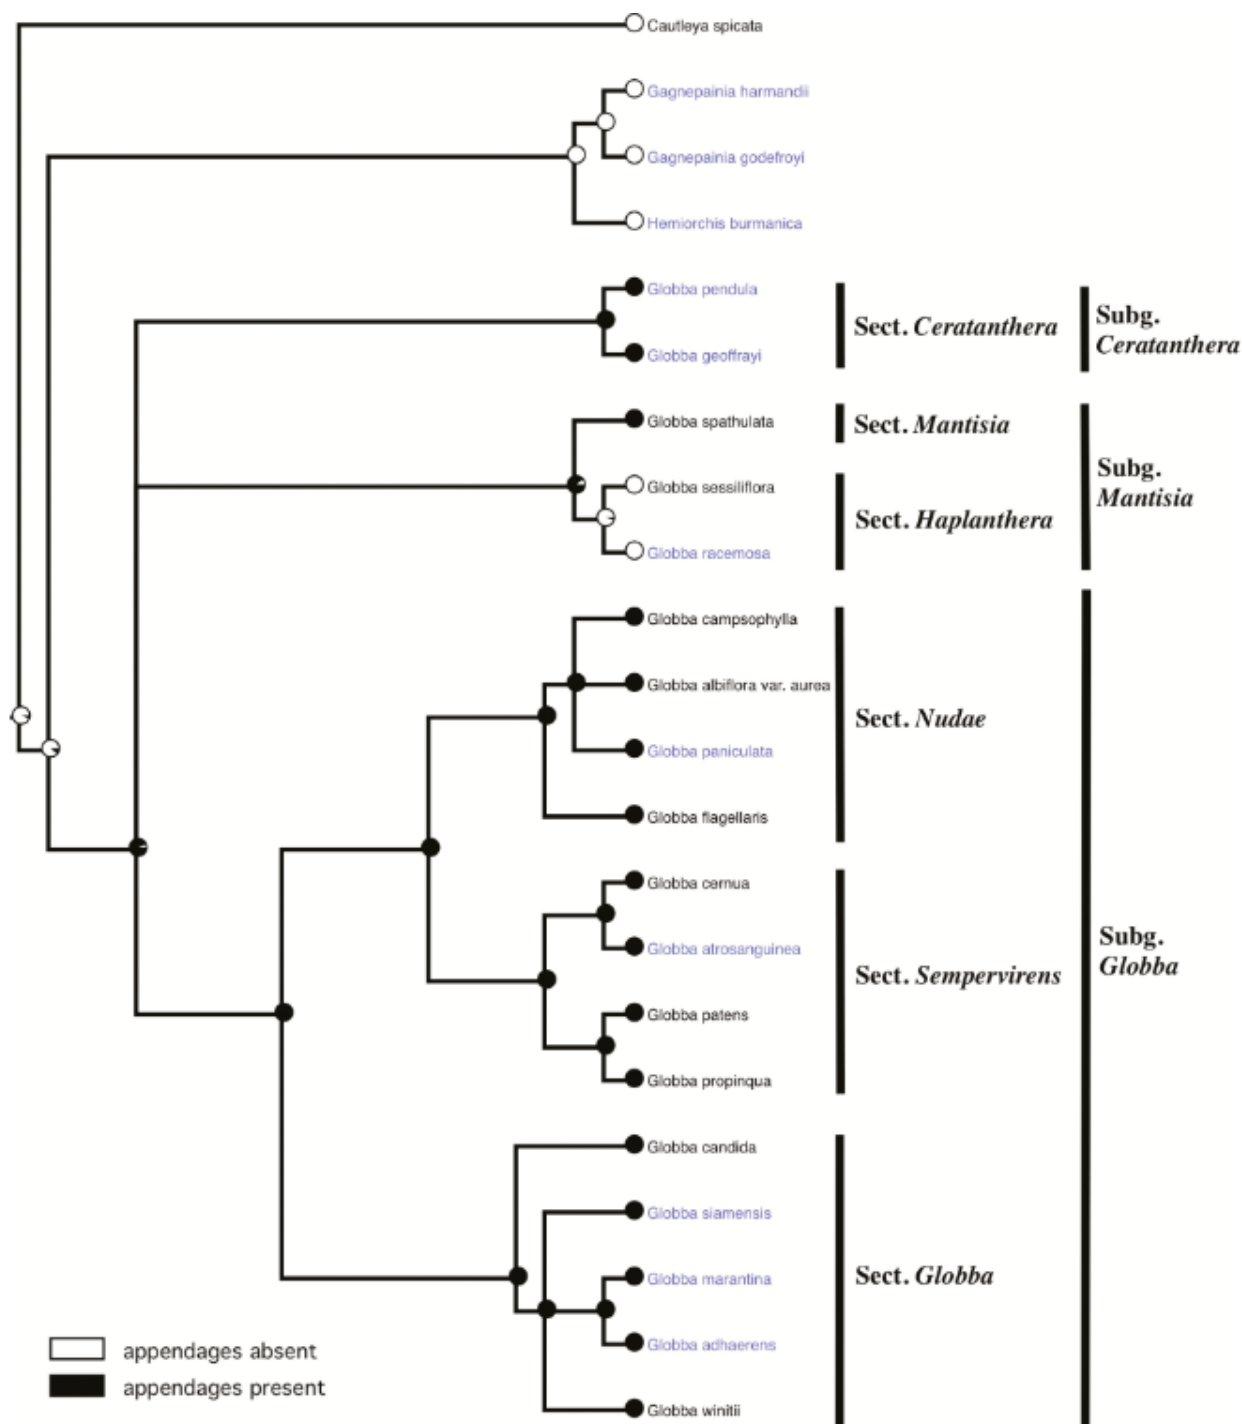 Cautleya spicata
Gagnepainia harmandii
Gagnepainia godefroyi
Hemiorchis burmanica
Globba pendula
Globba geoffrayi
Sect. Ceratanthera
Subg.
Ceratanthera
Globba spathulata
Sect. Mantisia
Globba sessiliflora
Globba racemosa
Sect. Haplanthera
Subg.
Mantisia
Globba campsophylla
Globba albiflora var. aurea
Globba paniculata
Globba flagellaris
Sect. Nudae
Globba cernua
Globba atrosanguinea
Globba patens
Globba propinqua
Sect. Sempervirens
Subg.
Globba
Globba candida
Globba siamensis
Globba marantina
Globba adhaerens
Globba winitii
Sect. Globba
appendages absent
appendages present